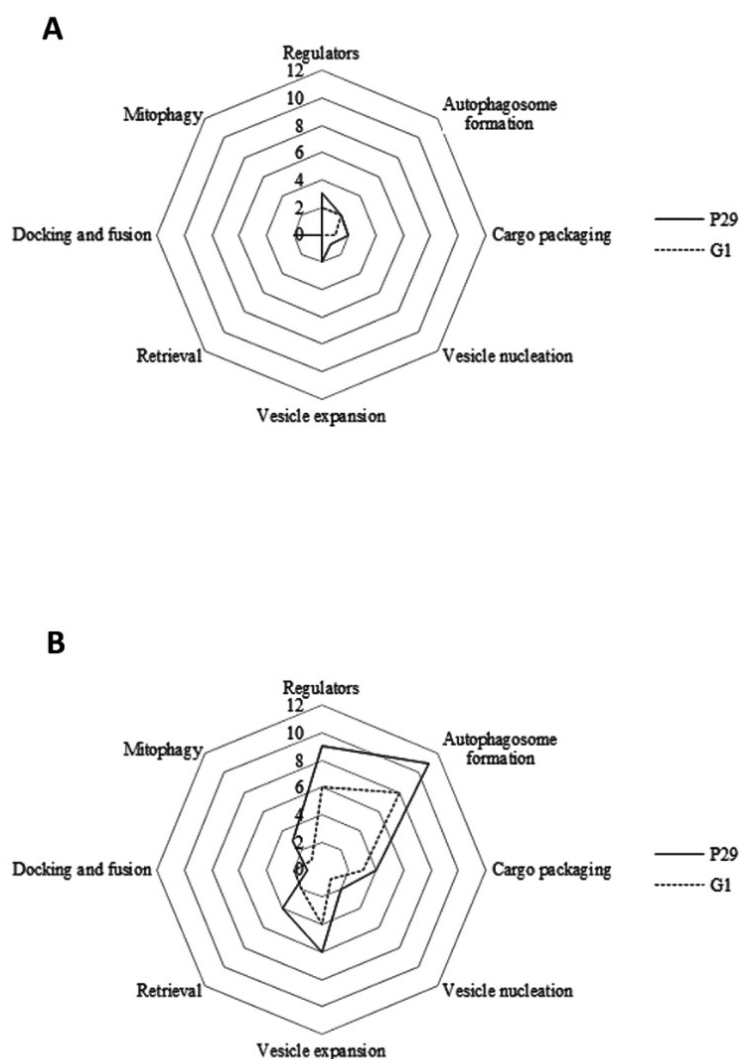 A
Regulators
12
10
8
6
4
2
0
Mitophagy
Autophagosome
formation
Docking and fusion
Cargo packaging
Retrieval
Vesicle nucleation
Vesicle expansion
P29
G1
B
Regulators
12
10
8
6
4
2
0
Mitophagy
Autophagosome
formation
Docking and fusion
Cargo packaging
Retrieval
Vesicle nucleation
Vesicle expansion
P29
G1